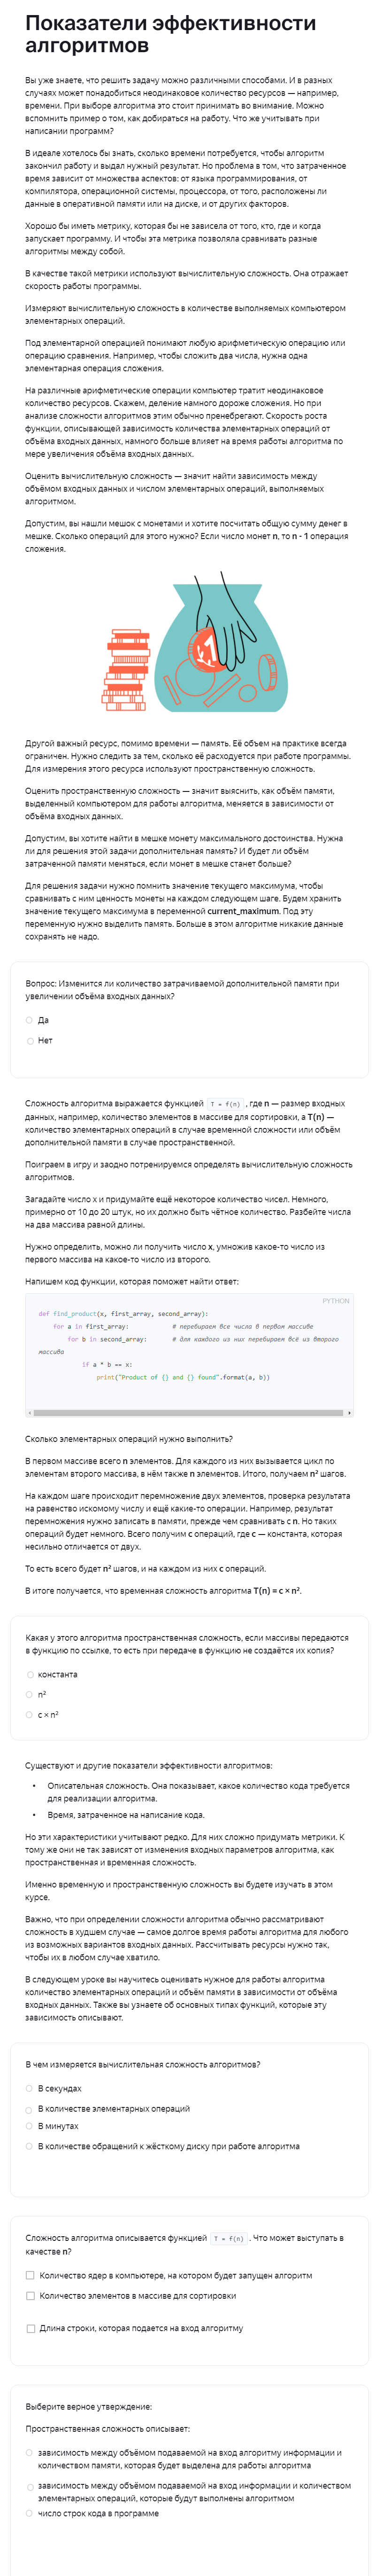 Показатели эффективности
алгоритмов
Вы уже знаете, что решить задачу можно различными способами. И в разных
случаях может понадобиться неодинаковое количество ресурсов — например,
времени. При выборе алгоритма это стоит принимать во внимание. Можно
вспомнить пример о том, как добираться на работу. Что же учитывать при
написании программ?
В идеале хотелось бы знать, сколько времени потребуется, чтобы алгоритм
закончил работу и выдал нужный результат. Но проблема в том, что затраченное
время зависит от множества аспектов: от языка программирования, от
компилятора, операционной системы, процессора, от того, расположены ли
данные в оперативной памяти или на диске, и от других факторов.
Хорошо бы иметь метрику, которая бы не зависела от того, кто, где и когда
запускает программу. И чтобы эта метрика позволяла сравнивать разные
алгоритмы между собой.
В качестве такой метрики используют вычислительную сложность. Она отражает
скорость работы программы.
Измеряют вычислительную сложность в количестве выполняемых компьютером
элементарных операций.
Под элементарной операцией понимают любую арифметическую операцию или
операцию сравнения. Например, чтобы сложить два числа, нужна одна
элементарная операция сложения.
На различные арифметические операции компьютер тратит неодинаковое
количество ресурсов. Скажем, деление намного дороже сложения. Но при
анализе сложности алгоритмов этим обычно пренебрегают. Скорость роста
функции, описывающей зависимость количества элементарных операций от
объёма входных данных, намного больше влияет на время работы алгоритма по
мере увеличения объёма входных данных.
Оценить вычислительную сложность — значит найти зависимость между
объёмом входных данных и числом элементарных операций, выполняемых
алгоритмом.
Допустим, вы нашли мешок с монетами и хотите посчитать общую сумму денег в
мешке. Сколько операций для этого нужно? Если число монет n, то n - 1 операция
сложения.
1
Другой важный ресурс, помимо времени — память. Её объем на практике всегда
ограничен. Нужно следить за тем, сколько её расходуется при работе программы.
Для измерения этого ресурса используют пространственную сложность.
Оценить пространственную сложность — значит выяснить, как объём памяти,
выделенный компьютером для работы алгоритма, меняется в зависимости от
объёма входных данных.
Допустим, вы хотите найти в мешке монету максимального достоинства. Нужна
ли для решения этой задачи дополнительная память? И будет ли объём
затраченной памяти меняться, если монет в мешке станет больше?
Для решения задачи нужно помнить значение текущего максимума, чтобы
сравнивать с ним ценность монеты на каждом следующем шаге. Будем хранить
значение текущего максимума в переменной current_maximum. Под эту
переменную нужно выделить память. Больше в этом алгоритме никакие данные
сохранять не надо.
Вопрос: Изменится ли количество затрачиваемой дополнительной памяти при
увеличении объёма входных данных?
Да
Нет
Сложность алгоритма выражается функцией T = f(n) , где n — размер входных
данных, например, количество элементов в массиве для сортировки, а T(n) —
количество элементарных операций в случае временной сложности или объём
дополнительной памяти в случае пространственной.
Поиграем в игру и заодно потренируемся определять вычислительную сложность
алгоритмов.
Загадайте число x и придумайте ещё некоторое количество чисел. Немного,
примерно от 10 до 20 штук, но их должно быть чётное количество. Разбейте числа
на два массива равной длины.
Нужно определить, можно ли получить число x, умножив какое-то число из
первого массива на какое-то число из второго.
Напишем код функции, которая поможет найти ответ:
PYTHON
def find_product(x, first_array, second_array):
for a in first_array: # перебираем все числа в первом массиве
for b in second_array: # для каждого из них перебираем всё из второго
массива
if a * b == x:
print("Product of {} and {} found".format(a, b))
Сколько элементарных операций нужно выполнить?
В первом массиве всего n элементов. Для каждого из них вызывается цикл по
элементам второго массива, в нём также n элементов. Итого, получаем n² шагов.
На каждом шаге происходит перемножение двух элементов, проверка результата
на равенство искомому числу и ещё какие-то операции. Например, результат
перемножения нужно записать в памяти, прежде чем сравнивать с n. Но таких
операций будет немного. Всего получим c операций, где c — константа, которая
несильно отличается от двух.
То есть всего будет n² шагов, и на каждом из них c операций.
В итоге получается, что временная сложность алгоритма T(n) = c × n².
Какая у этого алгоритма пространственная сложность, если массивы передаются
в функцию по ссылке, то есть при передаче в функцию не создаётся их копия?
константа
n²
c × n²
Существуют и другие показатели эффективности алгоритмов:
• Описательная сложность. Она показывает, какое количество кода требуется
для реализации алгоритма.
• Время, затраченное на написание кода.
Но эти характеристики учитывают редко. Для них сложно придумать метрики. К
тому же они не так зависят от изменения входных параметров алгоритма, как
пространственная и временная сложность.
Именно временную и пространственную сложность вы будете изучать в этом
курсе.
Важно, что при определении сложности алгоритма обычно рассматривают
сложность в худшем случае — самое долгое время работы алгоритма для любого
из возможных вариантов входных данных. Рассчитывать ресурсы нужно так,
чтобы их в любом случае хватило.
В следующем уроке вы научитесь оценивать нужное для работы алгоритма
количество элементарных операций и объём памяти в зависимости от объёма
входных данных. Также вы узнаете об основных типах функций, которые эту
зависимость описывают.
В чем измеряется вычислительная сложность алгоритмов?
В секундах
В количестве элементарных операций
В минутах
В количестве обращений к жёсткому диску при работе алгоритма
Сложность алгоритма описывается функцией T = f(n) . Что может выступать в
качестве n?
Количество ядер в компьютере, на котором будет запущен алгоритм
Количество элементов в массиве для сортировки
Длина строки, которая подается на вход алгоритму
Выберите верное утверждение:
Пространственная сложность описывает:
зависимость между объёмом подаваемой на вход алгоритму информации и
количеством памяти, которая будет выделена для работы алгоритма
зависимость между объёмом подаваемой на вход информации и количеством
элементарных операций, которые будут выполнены алгоритмом
число строк кода в программе